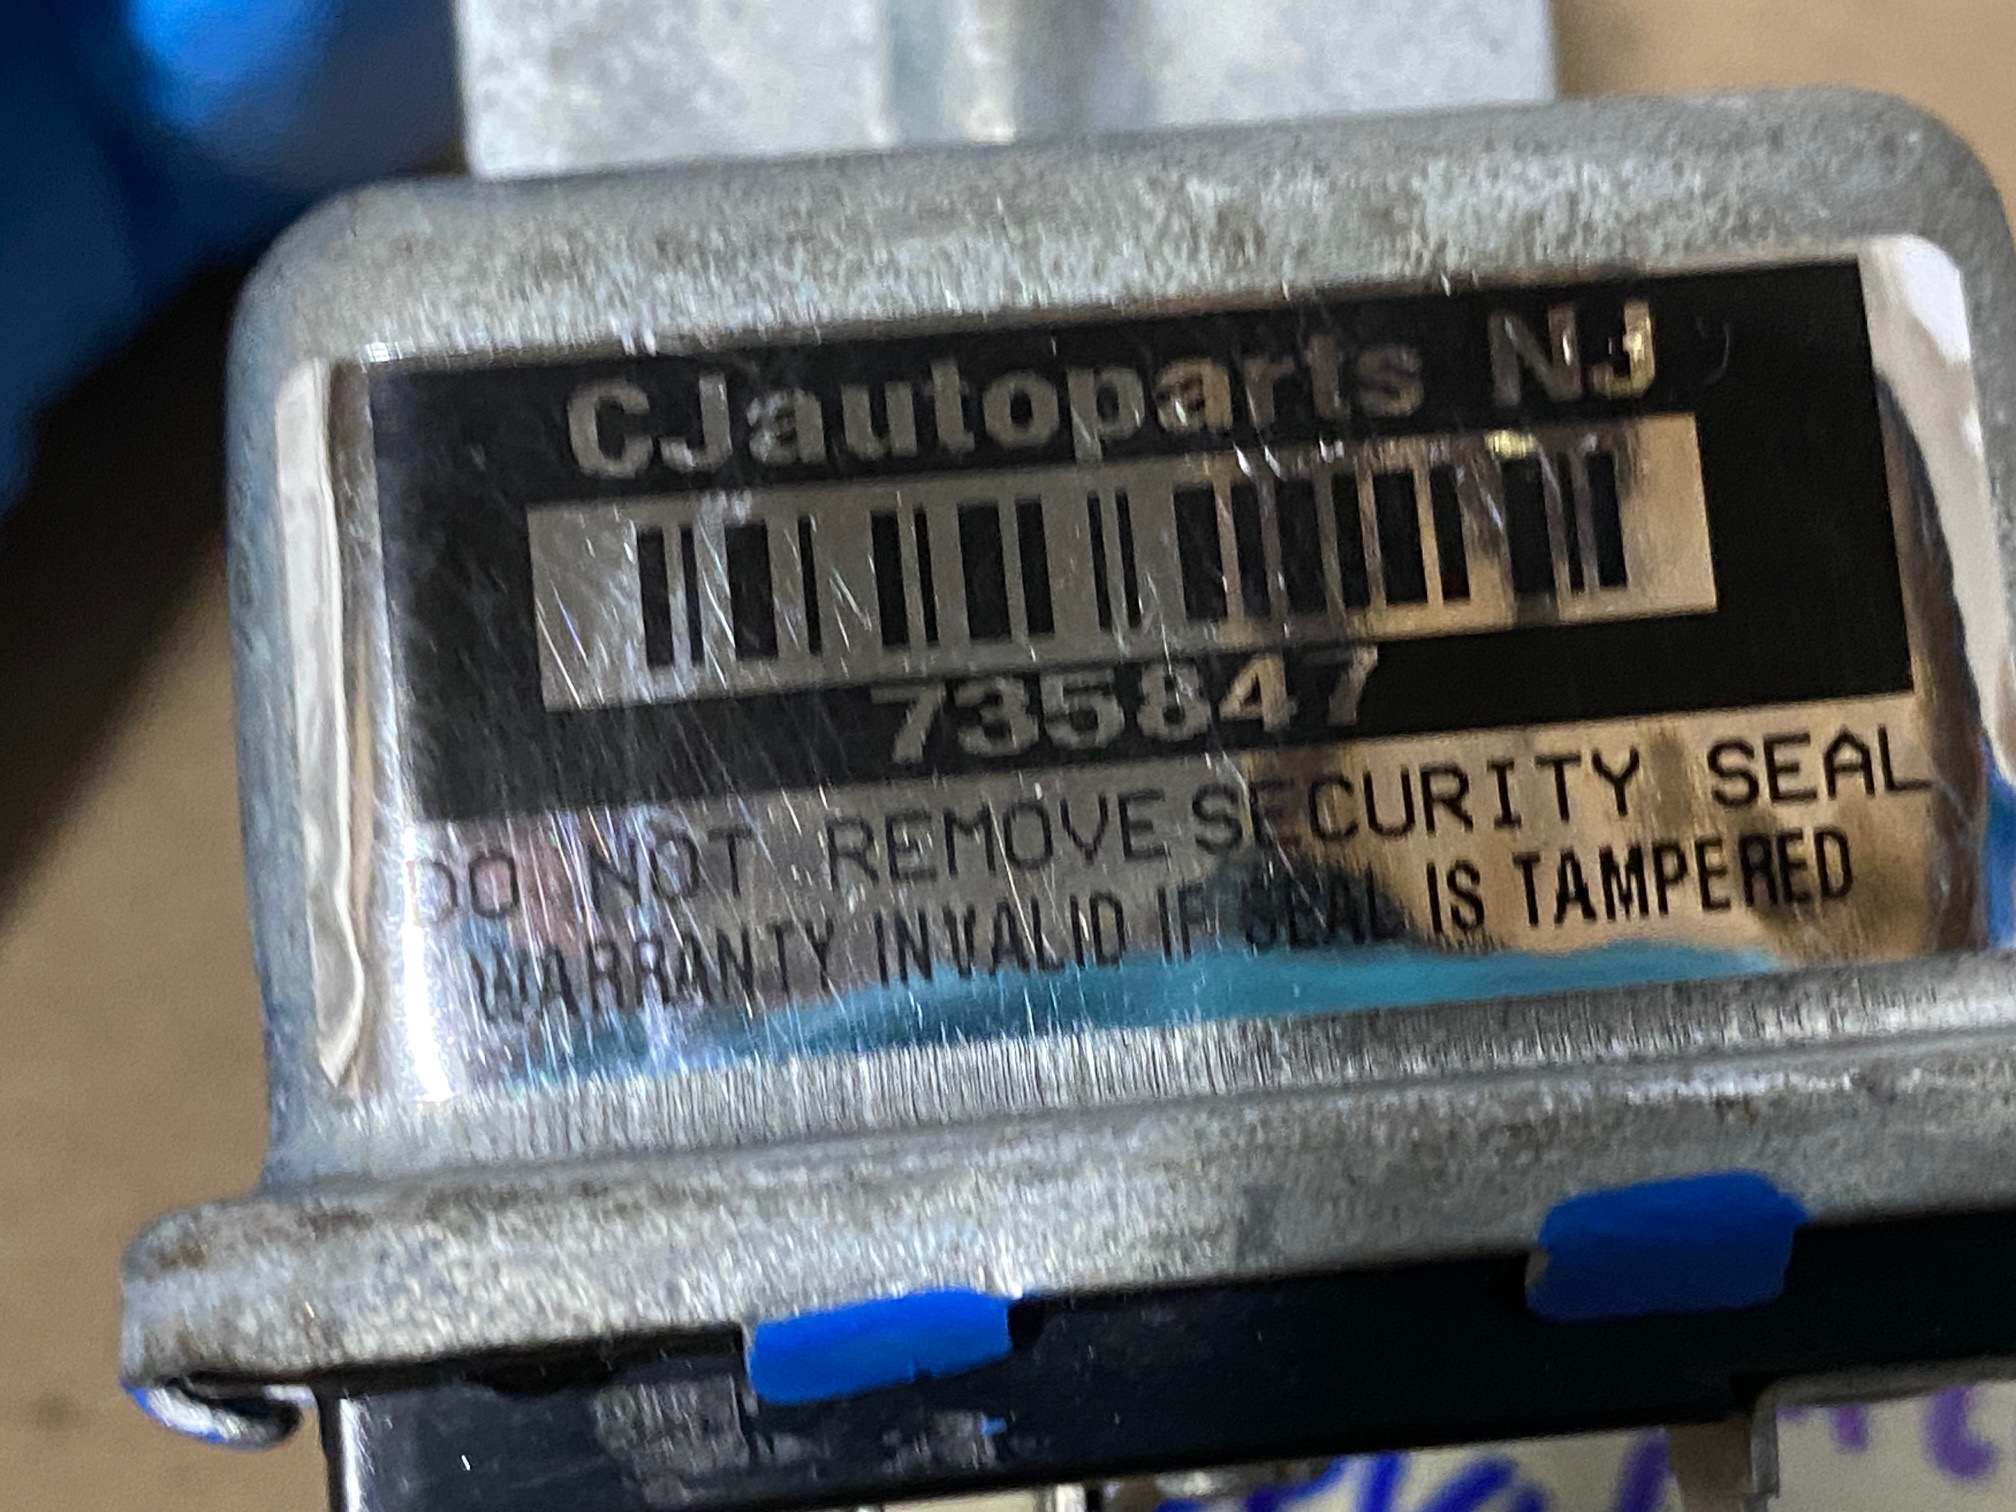 CJautoparts NJ
735847
DO NOT REMOVE SECURITY SEAL
WARRANTY INVALID IF SEAL IS TAMPERED